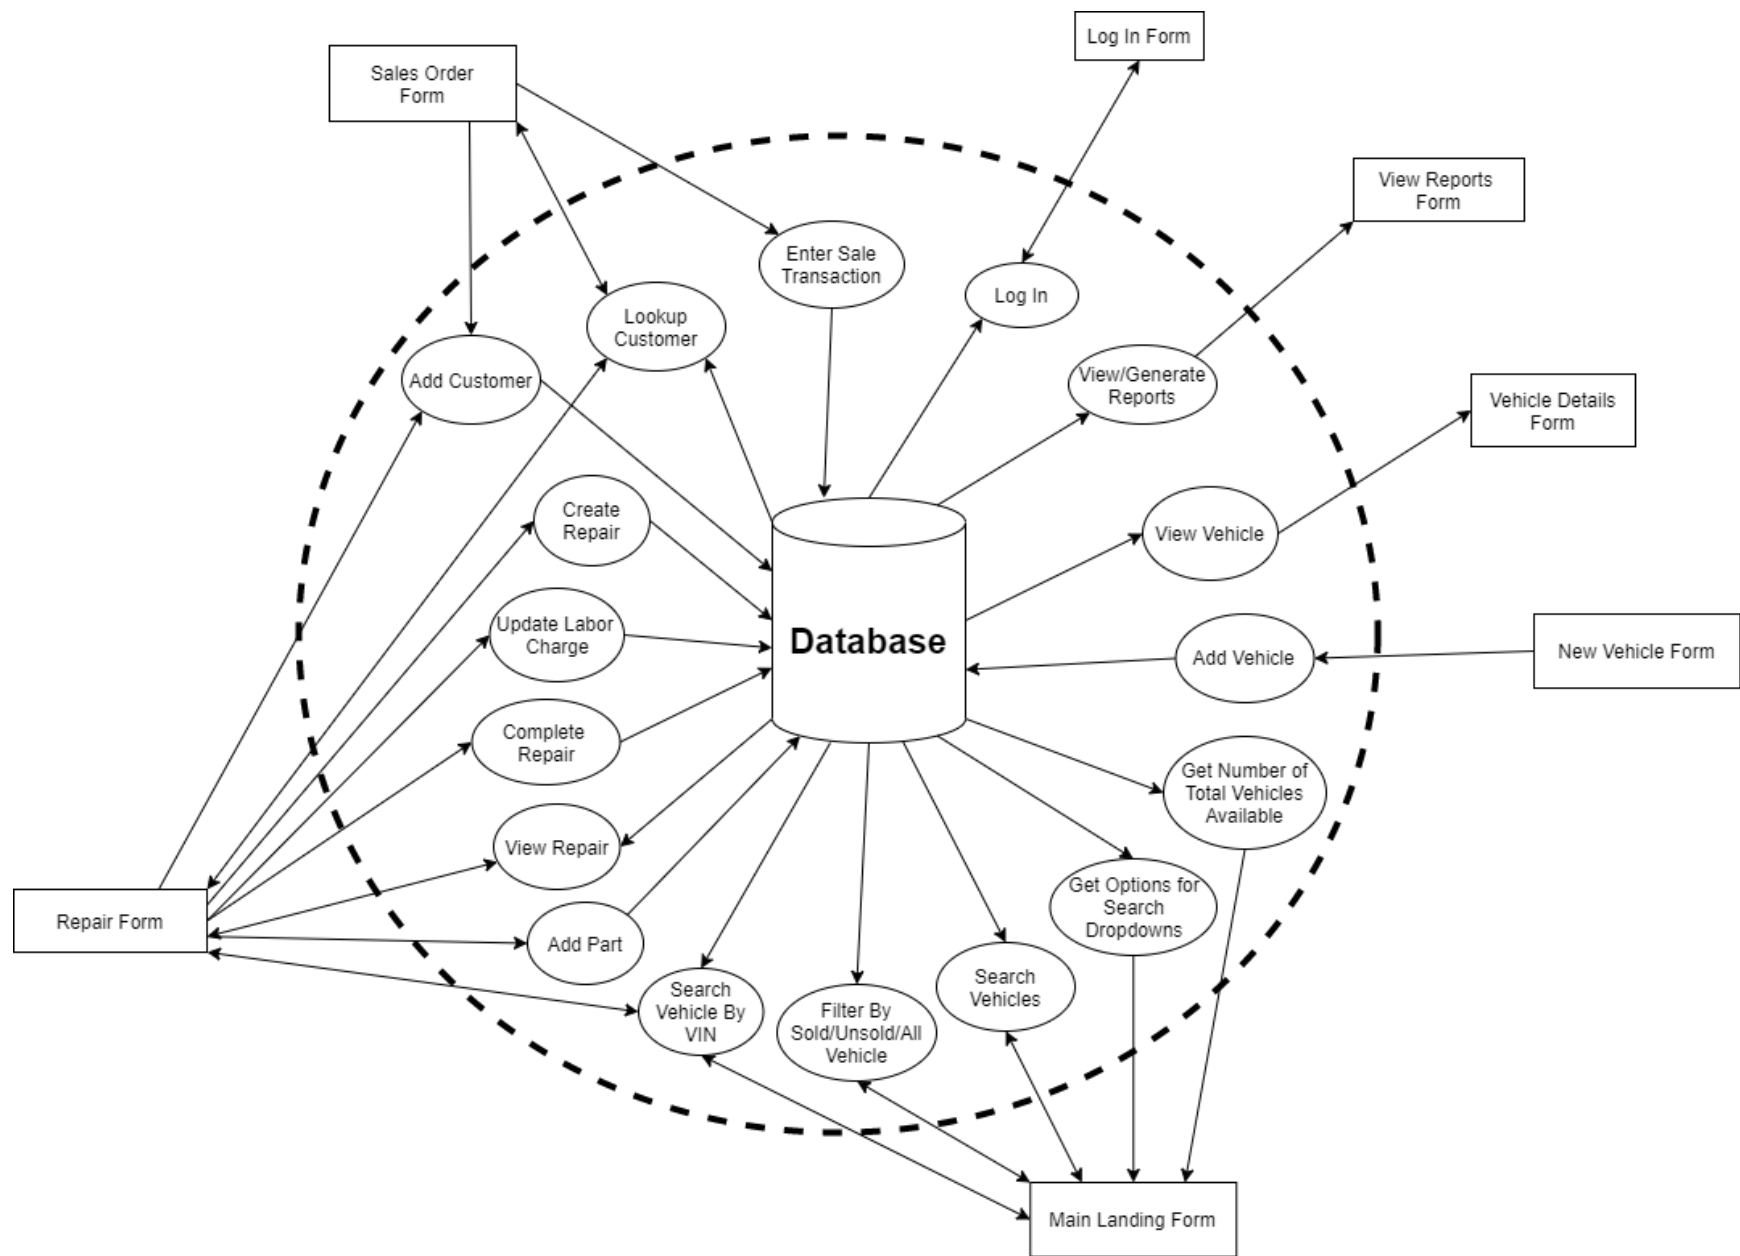 Log In Form
Sales Order
Form
View Reports
Form
Enter Sale
Transaction
Log In
Lookup
Customer
Add Customer
View/Generate
Reports
Vehicle Details
Form
Create
Repair
View Vehicle
Update Labor
Charge
Database
Add Vehicle
New Vehicle Form
Complete
Repair
Get Number of
Total Vehicles
Available
View Repair
Get Options for
Search
Dropdowns
Repair Form
Add Part
Search
Vehicle By
VIN
Filter By
Sold/Unsold/All
Vehicle
Search
Vehicles
Main Landing Form